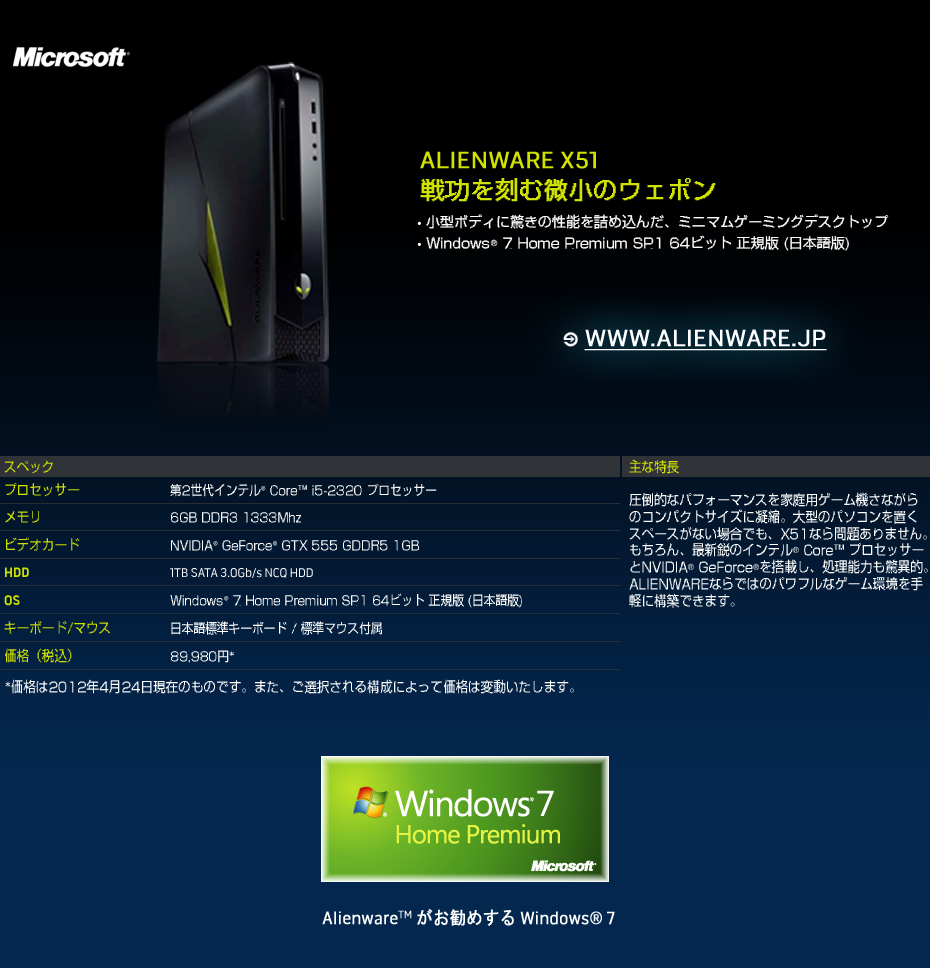 Microsoft®
ALIENWARE X51
戦功を刻む微小のウェポン
・小型ボディに驚きの性能を詰め込んだ、ミニマムゲーミングデスクトップ
・Windows® 7 Home Premium SP1 64ビット 正規版 (日本語版)
ALIENWARE
WWW.ALIENWARE.JP
スペック
プロセッサー 第2世代インテル® Core™ i5-2320 プロセッサー
メモリ 6GB DDR3 1333Mhz
ビデオカード NVIDIA® GeForce® GTX 555 GDDR5 1GB
HDD 1TB SATA 3.0Gb/s NCQ HDD
OS Windows® 7 Home Premium SP1 64ビット 正規版 (日本語版)
キーボード/マウス 日本語標準キーボード / 標準マウス付属
価格（税込） 89,980円*
*価格は2012年4月24日現在のものです。また、ご選択される構成によって価格は変動いたします。
主な特長
圧倒的なパフォーマンスを家庭用ゲーム機さながら
のコンパクトサイズに凝縮。大型のパソコンを置く
スペースがない場合でも、X51なら問題ありません。
もちろん、最新鋭のインテル® Core™ プロセッサー
とNVIDIA® GeForce®を搭載し、処理能力も驚異的。
ALIENWAREならではのパワフルなゲーム環境を手
軽に構築できます。
Windows® 7
Home Premium
Microsoft®
Alienware™ がお勧めする Windows® 7